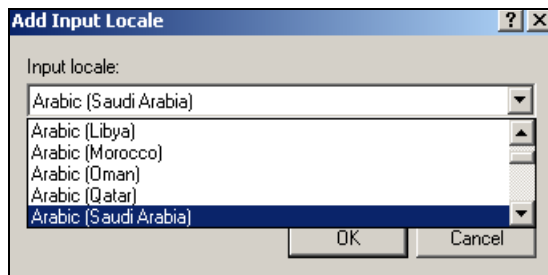 Add Input Locale
Input locale:
Arabic (Saudi Arabia)
Arabic (Libya)
Arabic (Morocco)
Arabic (Oman)
Arabic (Qatar)
Arabic (Saudi Arabia)
OK Cancel